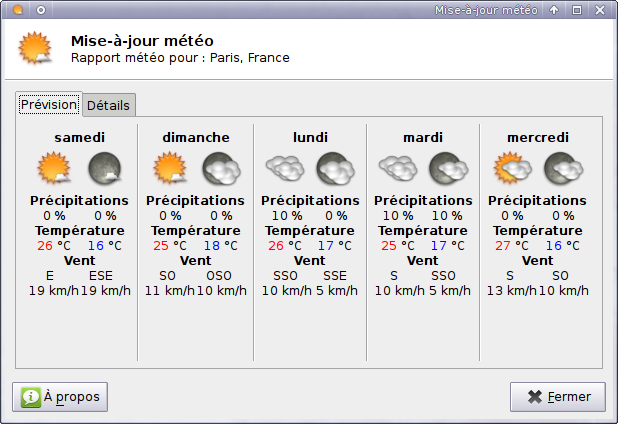 Mise-à-jour météo
Mise-à-jour météo
Rapport météo pour : Paris, France
Prévision Détails
samedi dimanche lundi mardi mercredi
Précipitations Précipitations Précipitations Précipitations Précipitations
0 % 0 % 0 % 0 % 10 % 0 % 10 % 10 % 0 % 0 %
Température Température Température Température Température
26 °C 16 °C 25 °C 18 °C 26 °C 17 °C 25 °C 17 °C 27 °C 16 °C
Vent Vent Vent Vent Vent
E ESE SO OSO SSO SSE S SSO S SO
19 km/h 19 km/h 11 km/h 10 km/h 10 km/h 5 km/h 10 km/h 5 km/h 13 km/h 10 km/h
À propos Fermer